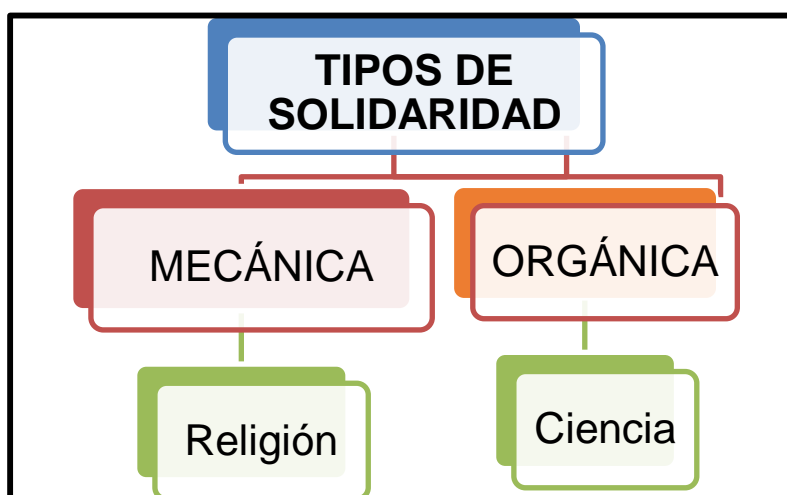 TIPOS DE
SOLIDARIDAD
MECÁNICA
ORGÁNICA
Religión
Ciencia